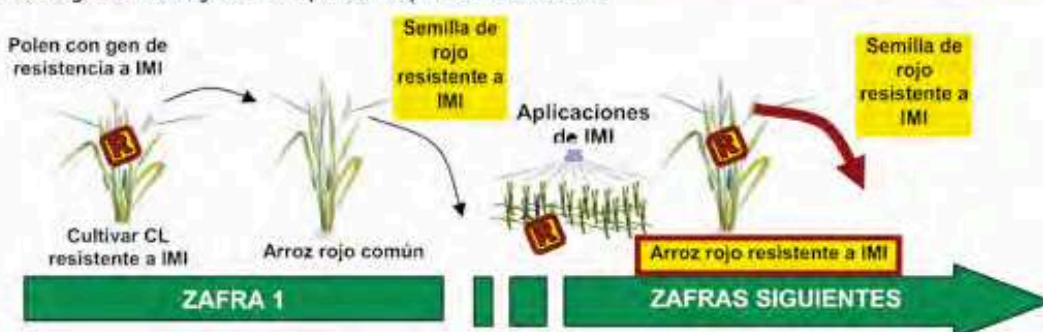 Polen con gen de
resistencia a IMI
Semilla de
rojo
resistente a
IMI
Aplicaciones
de IMI
Semilla de
rojo
resistente a
IMI
R
R
R
Cultivar CL
resistente a IMI
Arroz rojo común
Arroz rojo resistente a IMI
ZAFRA 1
ZAFRAS SIGUIENTES